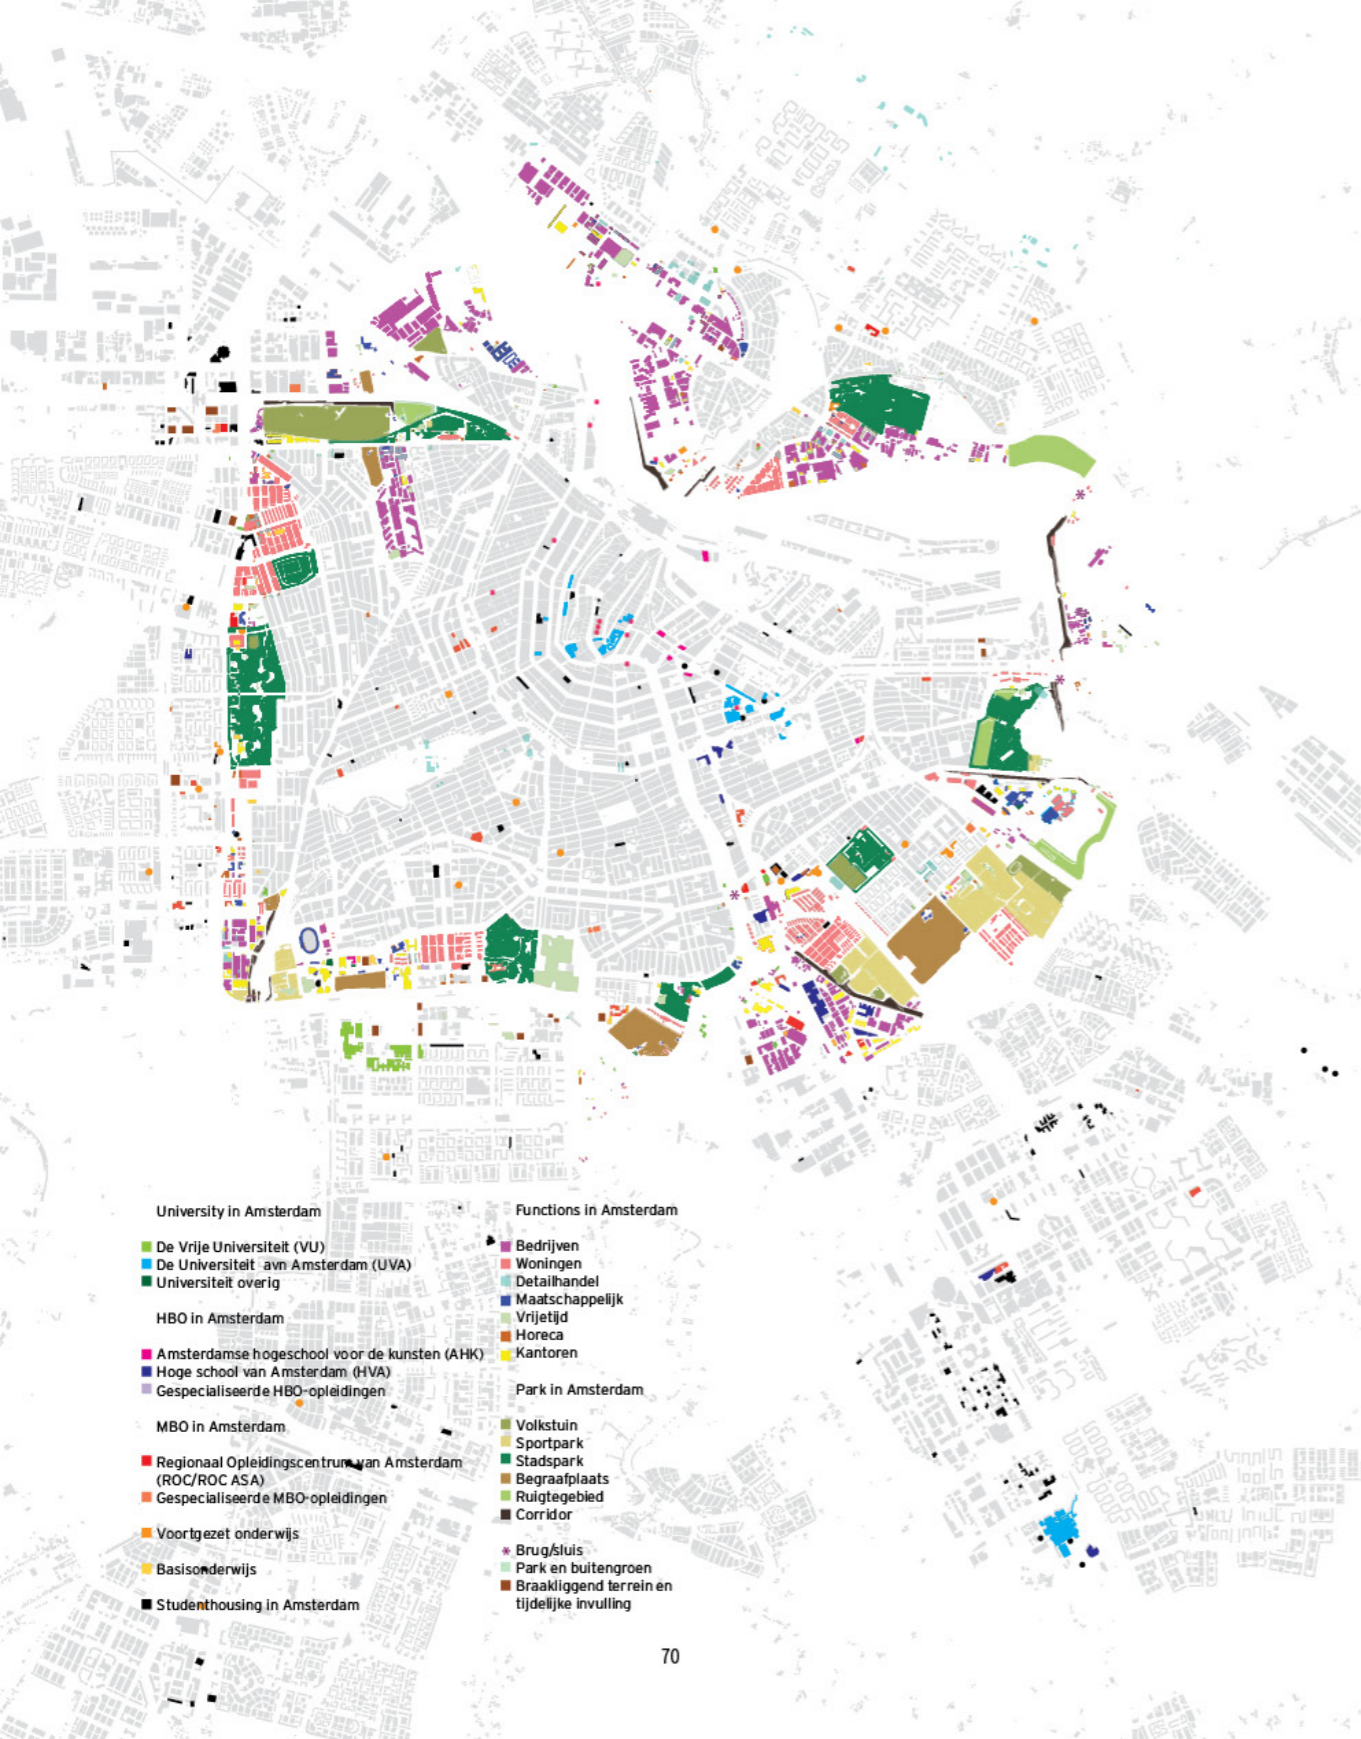 University in Amsterdam
De Vrije Universiteit (VU)
De Universiteit avn Amsterdam (UVA)
Universiteit overig
HBO in Amsterdam
Amsterdamse hogeschool voor de kunsten (AHK)
Hoge school van Amsterdam (HVA)
Gespecialiseerde HBO-opleidingen
MBO in Amsterdam
Regionaal Opleidingscentrum van Amsterdam
(ROC/ROC ASA)
Gespecialiseerde MBO-opleidingen
Voortgezet onderwijs
Basisonderwijs
Studenthousing in Amsterdam
Functions in Amsterdam
Bedrijven
Woningen
Detailhandel
Maatschappelijk
Vrijetijd
Horeca
Kantoren
Park in Amsterdam
Volkstuin
Sportpark
Stadspark
Begraafplaats
Ruigtegebied
Corridor
Brug/sluis
Park en buitengroen
Braakliggend terrein en
tijdelijke invulling
70